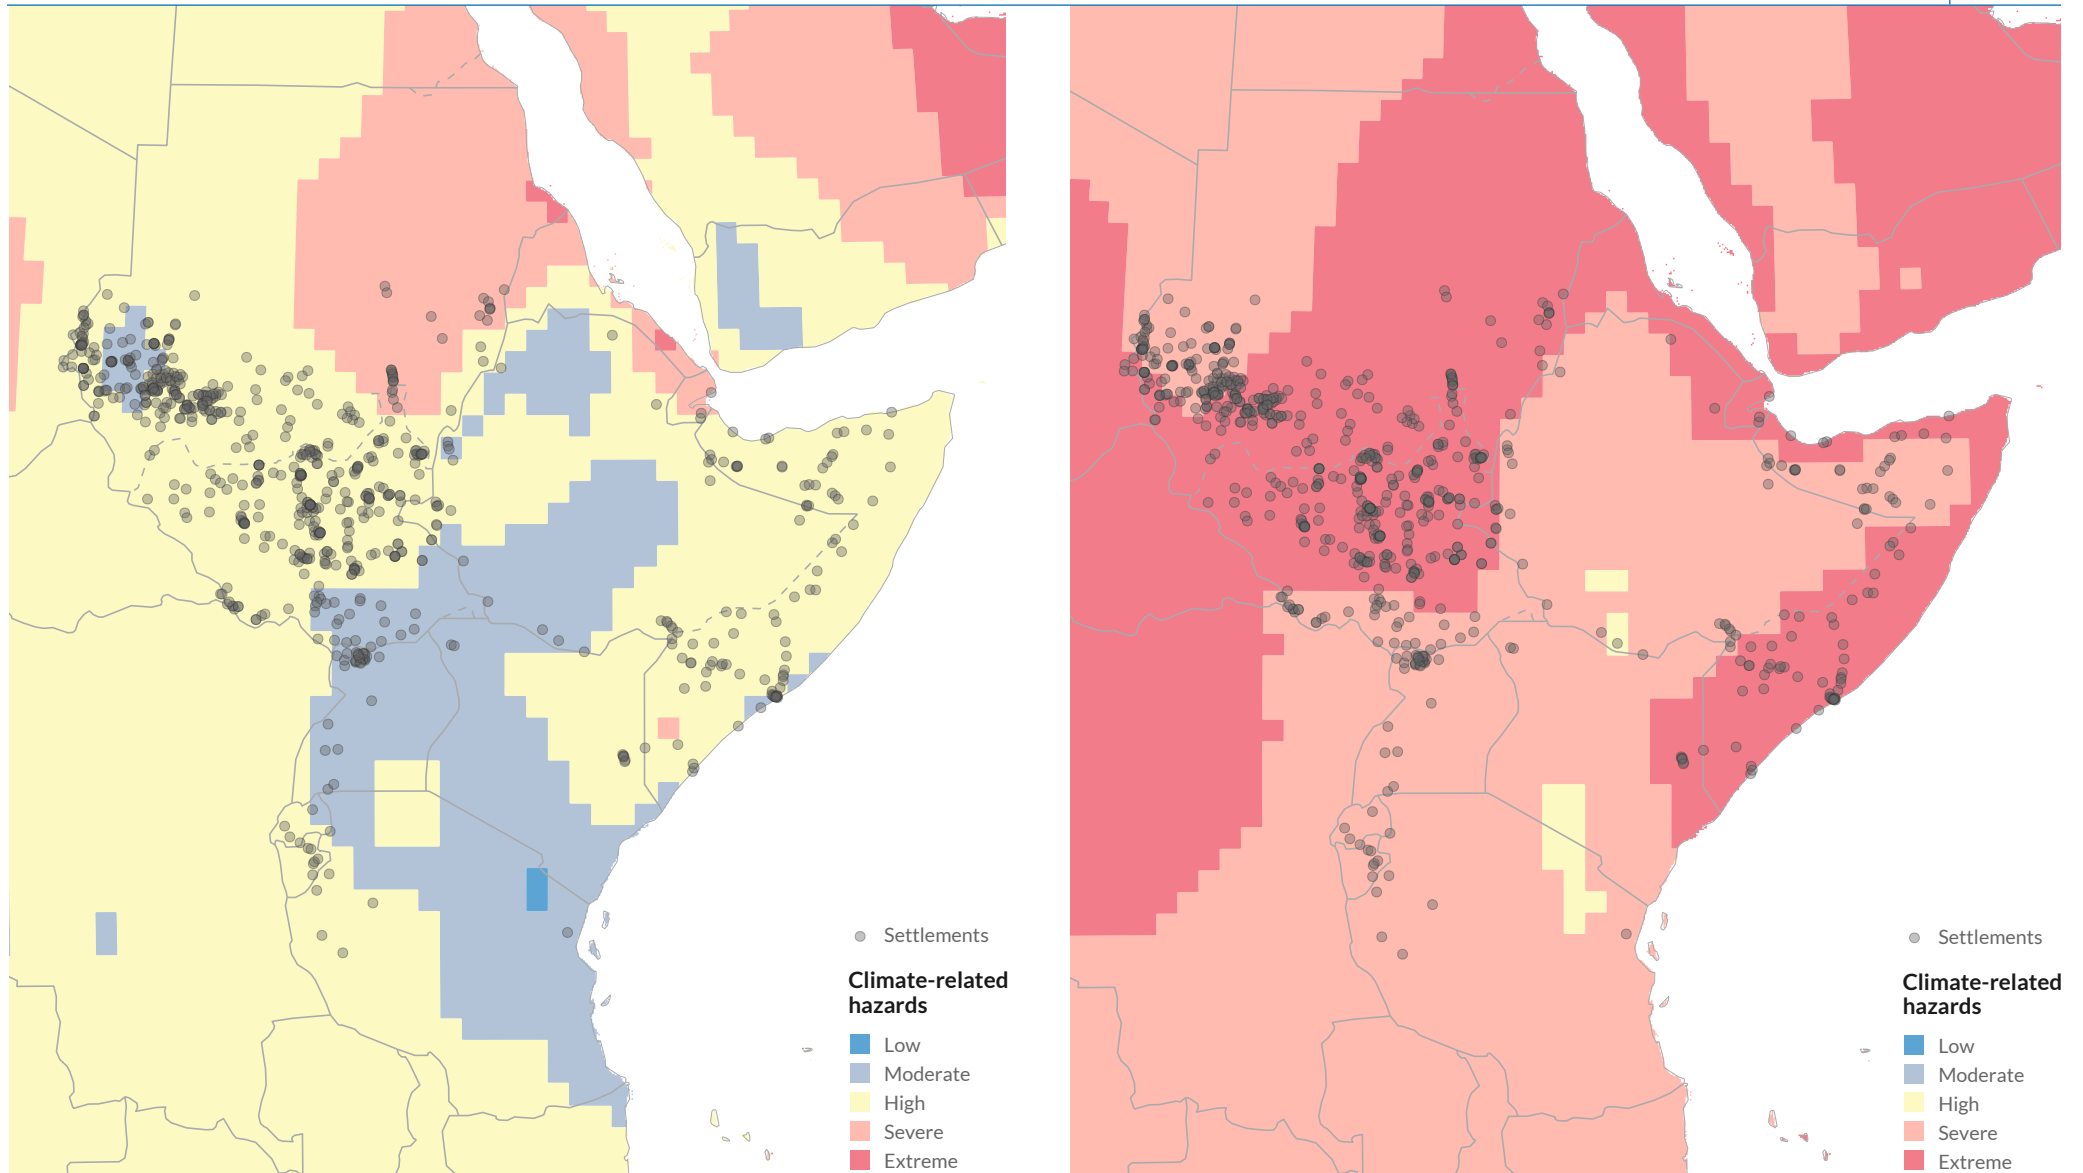 Settlements
Climate-related
hazards
Low
Moderate
High
Severe
Extreme
Settlements
Climate-related
hazards
Low
Moderate
High
Severe
Extreme